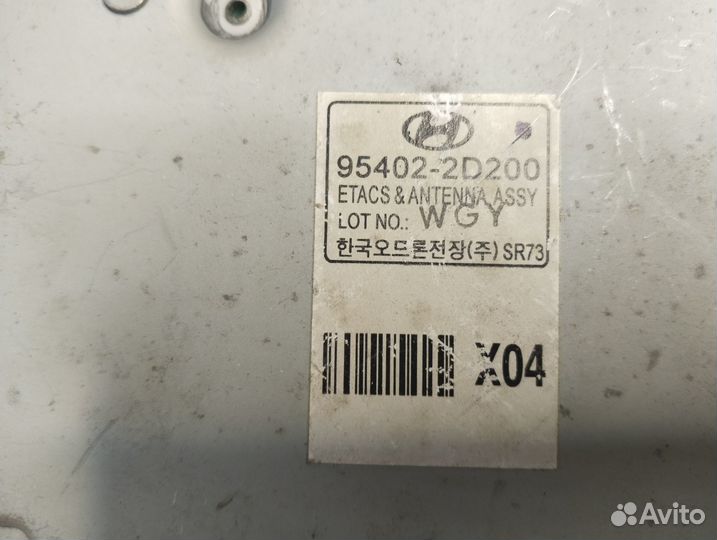 95402-2D200
ETACS & ANTENNA ASSY
LOT NO.: WGY
한국오드론전장(주) SR73
X04
Avito